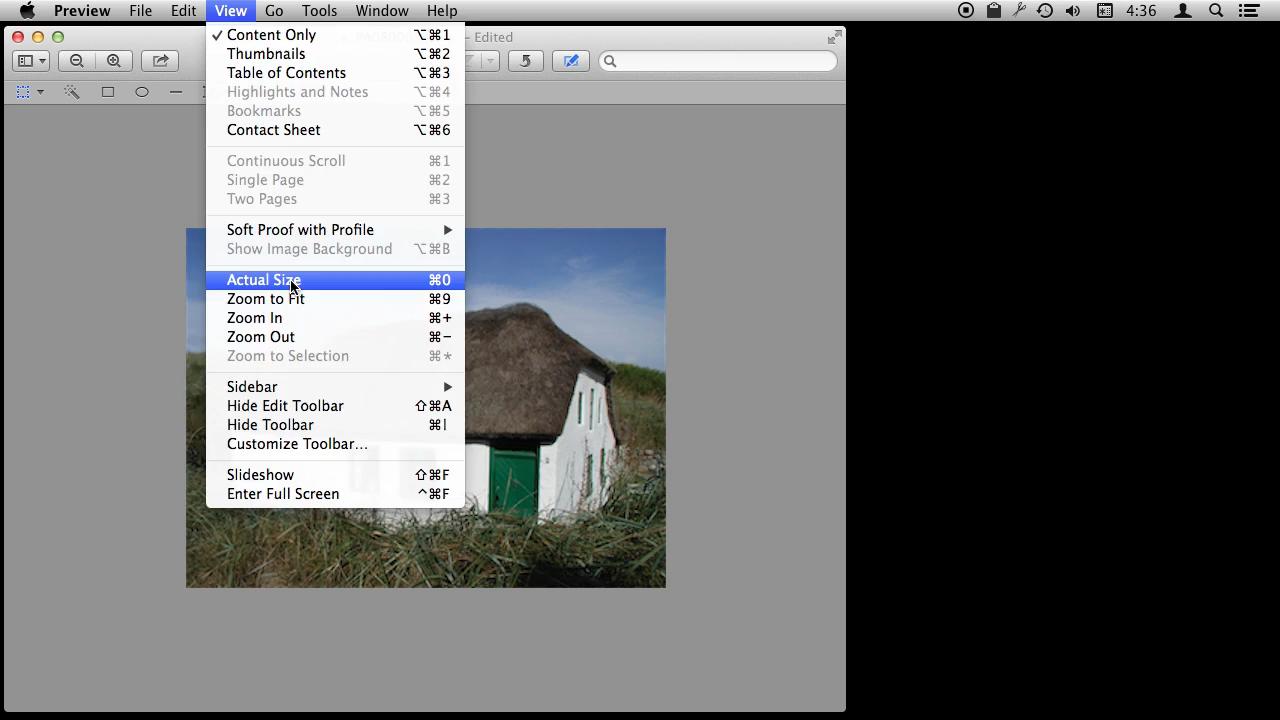 Preview File Edit View Go Tools Window Help 4:36
— Edited
✓ Content Only ⌥⌘1
Thumbnails ⌥⌘2
Table of Contents ⌥⌘3
Highlights and Notes ⌥⌘4
Bookmarks ⌥⌘5
Contact Sheet ⌥⌘6
Continuous Scroll ⌘1
Single Page ⌘2
Two Pages ⌘3
Soft Proof with Profile ▶
Show Image Background ⌥⌘B
Actual Size ⌘0
Zoom to Fit ⌘9
Zoom In ⌘+
Zoom Out ⌘−
Zoom to Selection ⌘*
Sidebar ▶
Hide Edit Toolbar ⇧⌘A
Hide Toolbar ⌘I
Customize Toolbar…
Slideshow ⇧⌘F
Enter Full Screen ^⌘F